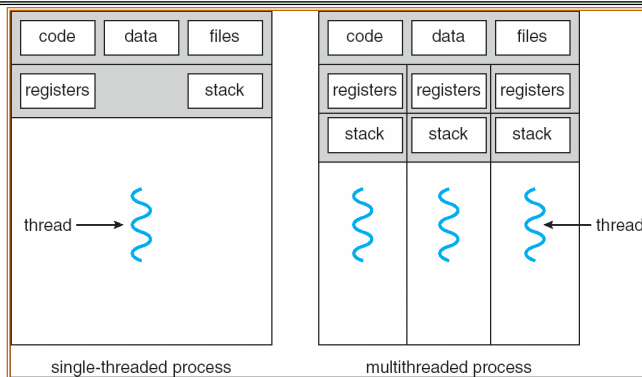 code data files
registers stack
thread
single-threaded process
code data files
registers registers registers
stack stack stack
thread
multithreaded process